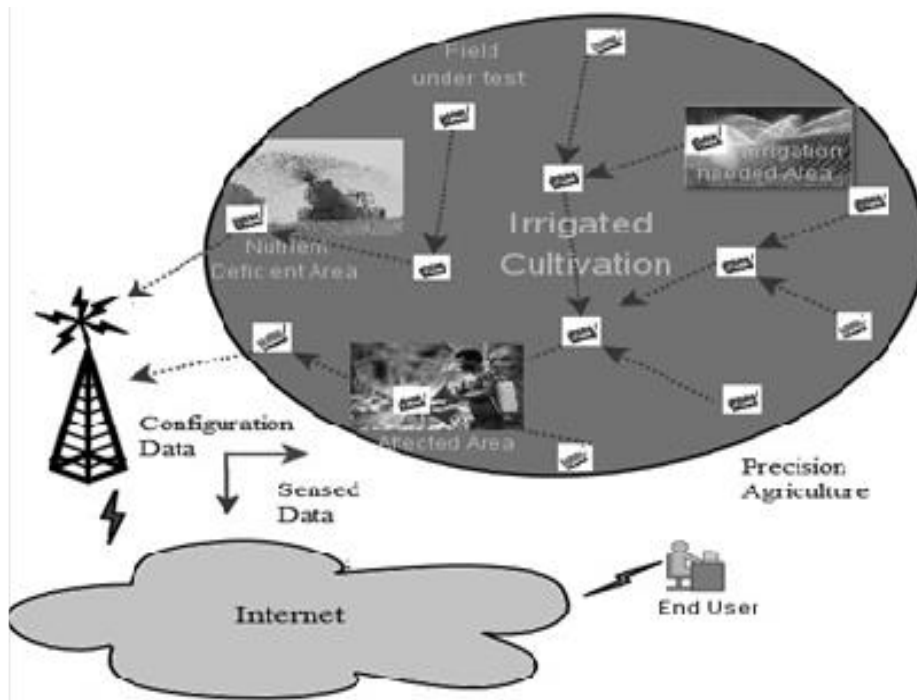 Field
under test
Irrigation
needed Area
Irrigated
Cultivation
Nutrient
Deficient Area
Affected Area
Configuration
Data
Sensed
Data
Precision
Agriculture
Internet
End User